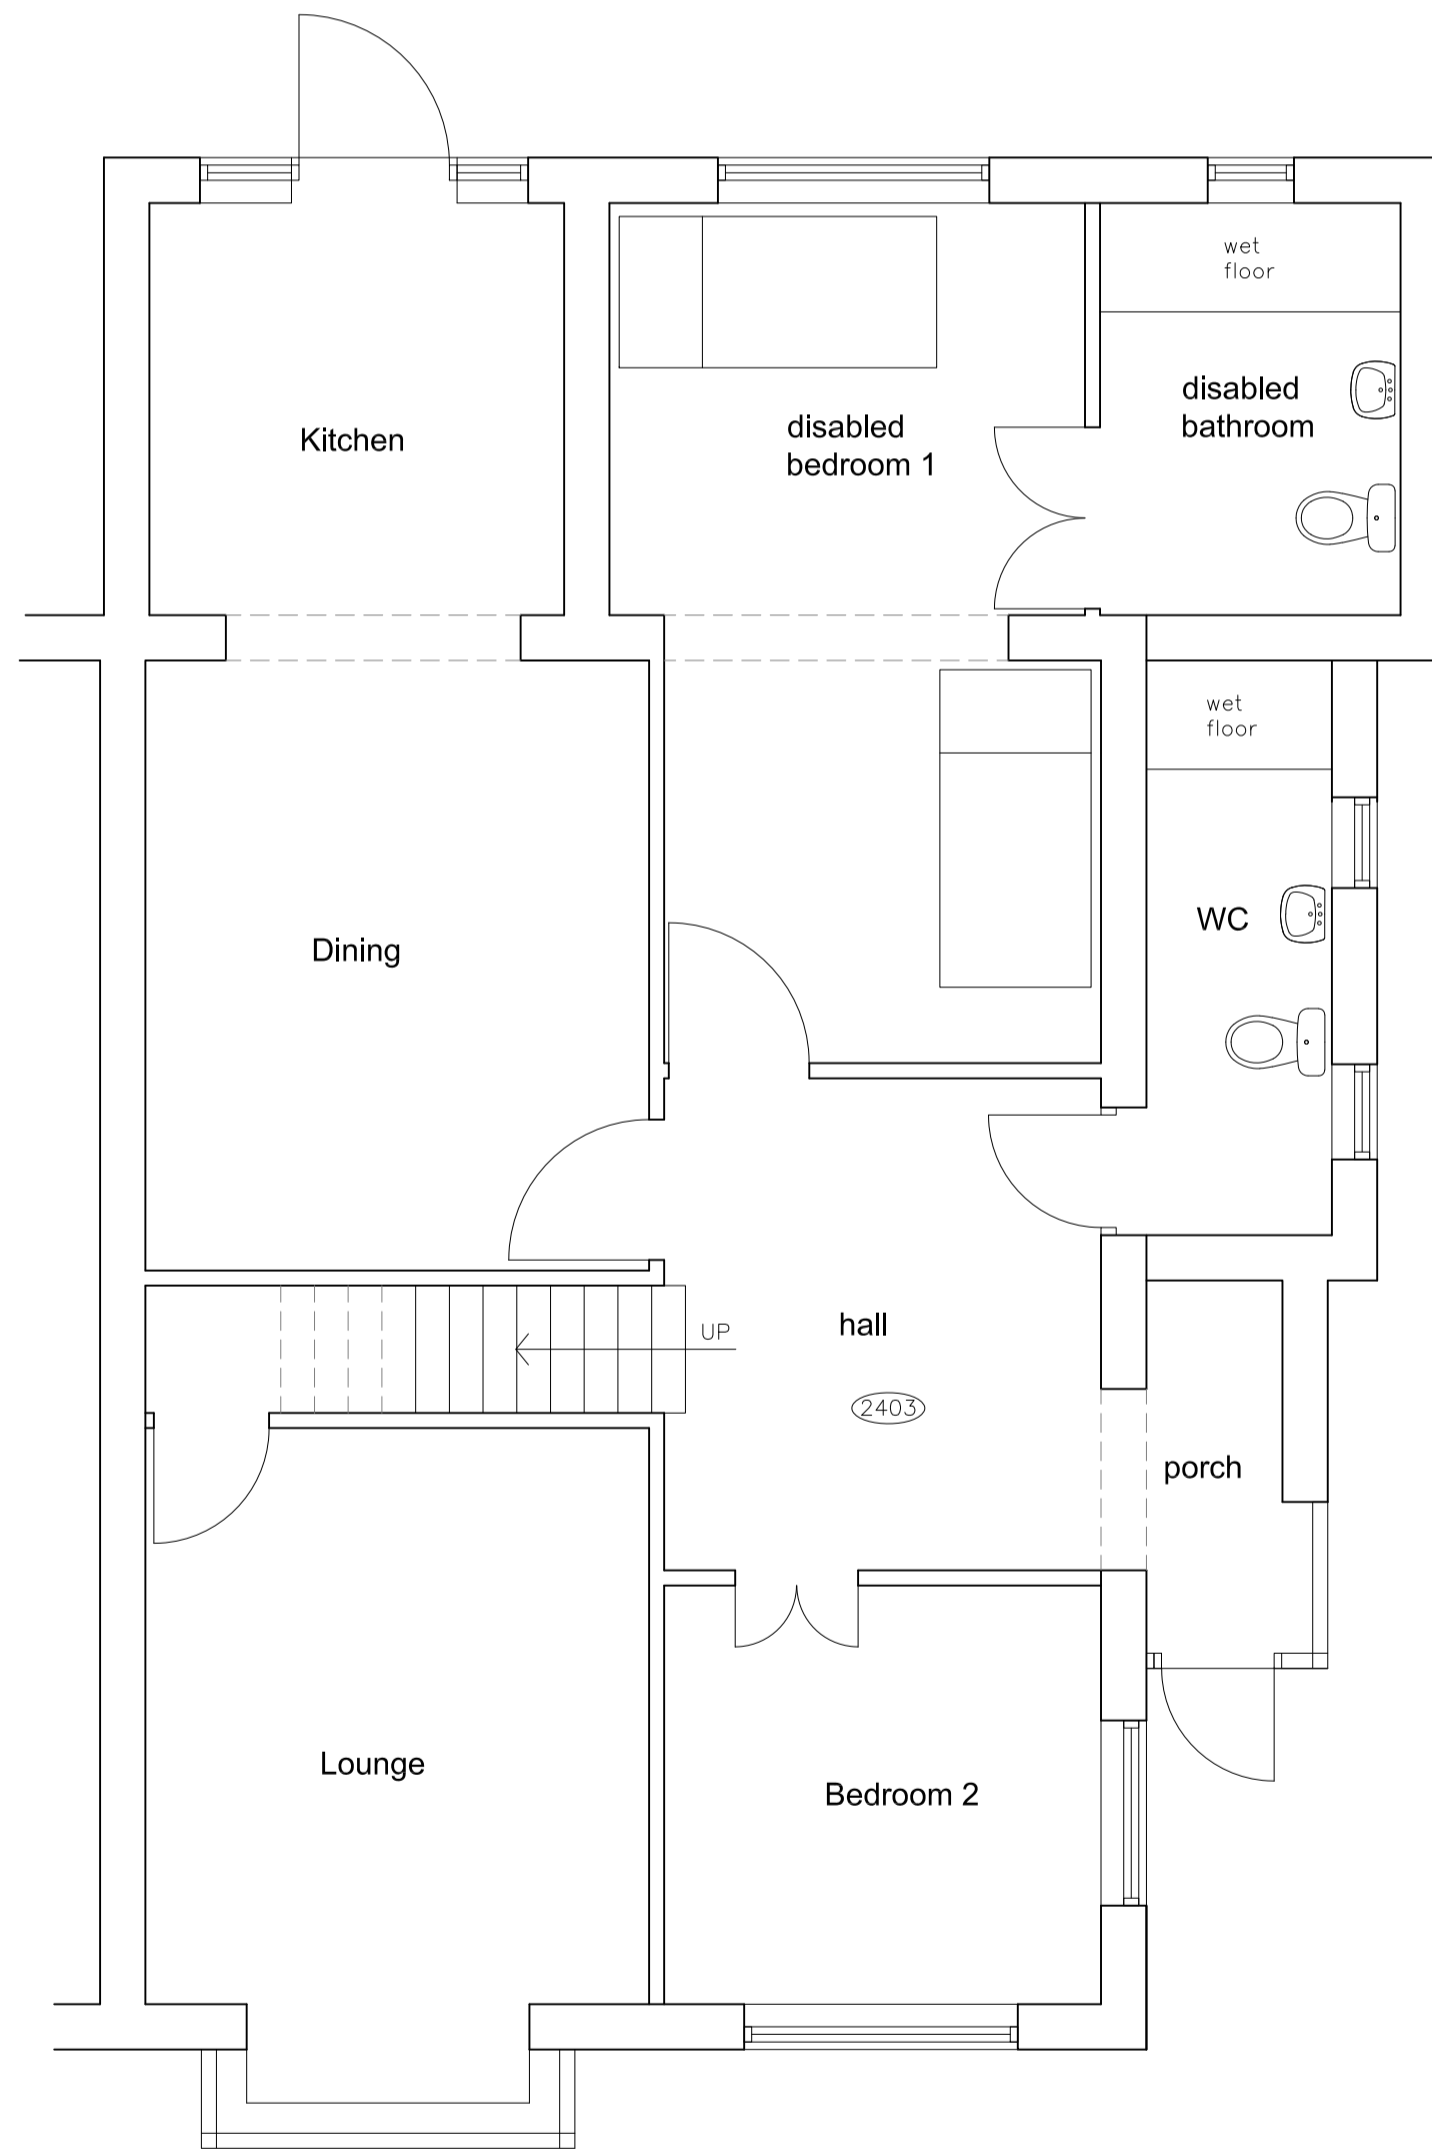 wet
floor
disabled
bathroom
Kitchen
disabled
bedroom 1
wet
floor
WC
Dining
hall
UP
2403
porch
Lounge
Bedroom 2